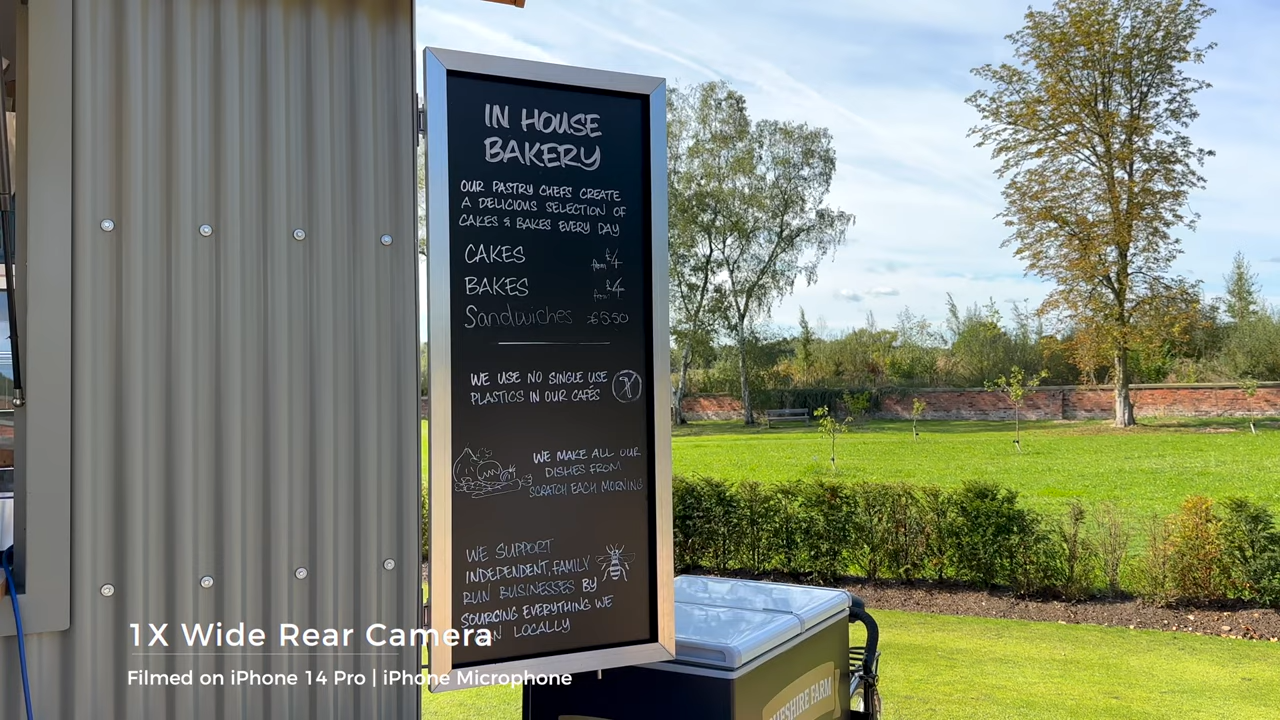 IN HOUSE
BAKERY
OUR PASTRY CHEFS CREATE
A DELICIOUS SELECTION OF
CAKES & BAKES EVERY DAY
CAKES from £4
BAKES from £4
Sandwiches £6.50
WE USE NO SINGLE USE
PLASTICS IN OUR CAFÉS
WE MAKE ALL OUR
DISHES FROM
SCRATCH EACH MORNING
WE SUPPORT
INDEPENDENT, FAMILY
RUN BUSINESSES BY
SOURCING EVERYTHING WE
LOCALLY
1X Wide Rear Camera
Filmed on iPhone 14 Pro | iPhone Microphone
FARM